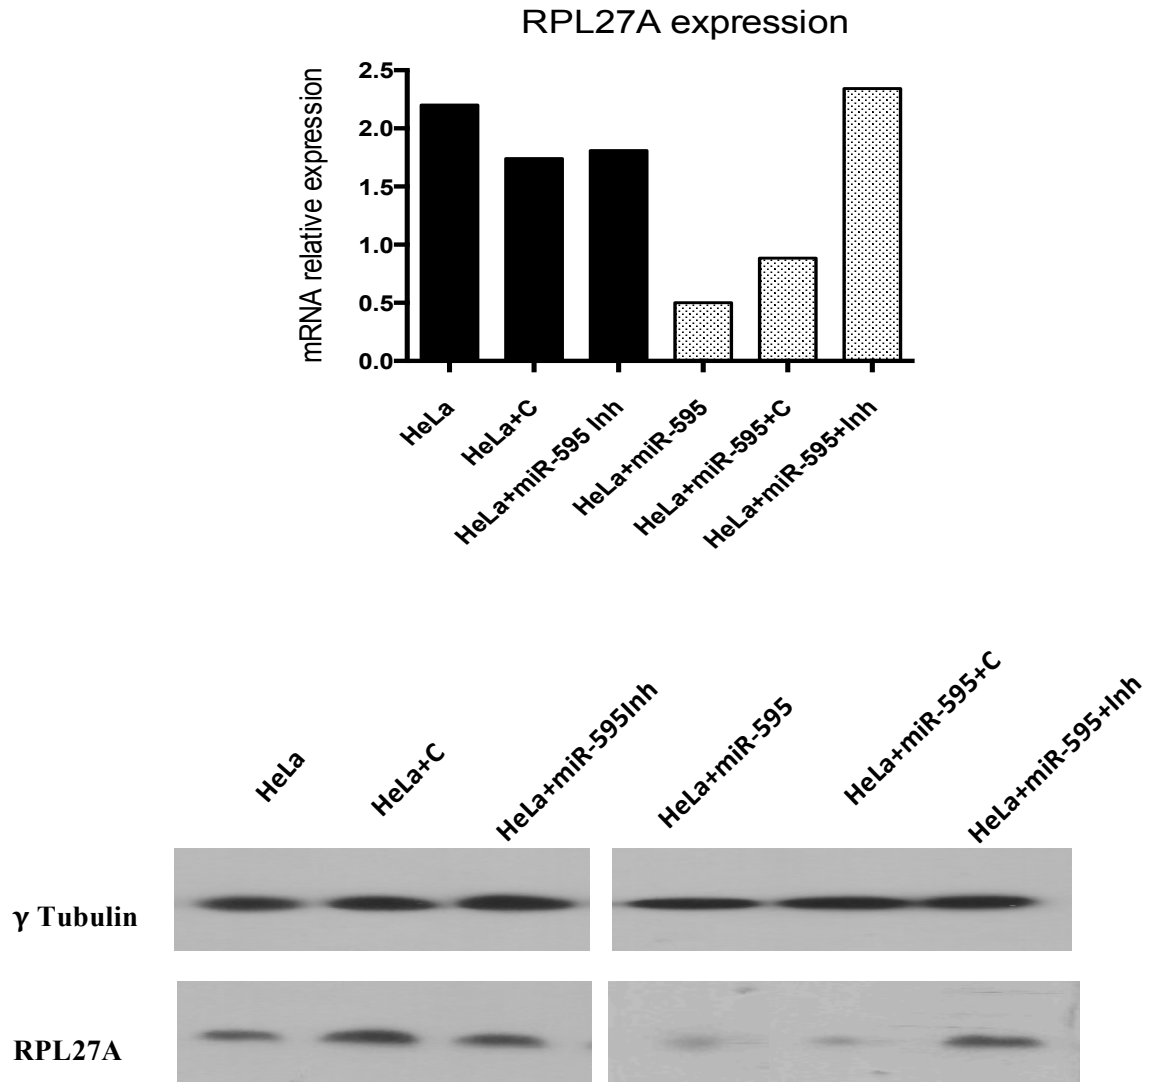 RPL27A expression
mRNA relative expression
2.5
2.0
1.5
1.0
0.5
0.0
HeLa
HeLa+C
HeLa+miR-595 Inh
HeLa+miR-595
HeLa+miR-595+C
HeLa+miR-595+Inh
HeLa
HeLa+C
HeLa+miR-595Inh
HeLa+miR-595
HeLa+miR-595+C
HeLa+miR-595+Inh
γ Tubulin
RPL27A